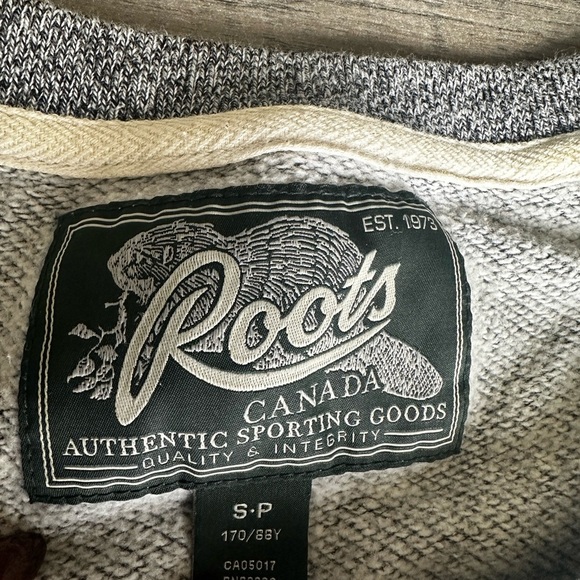 EST. 1973
Roots
CANADA
AUTHENTIC SPORTING GOODS
QUALITY & INTEGRITY
S·P
170/88Y
CA05017